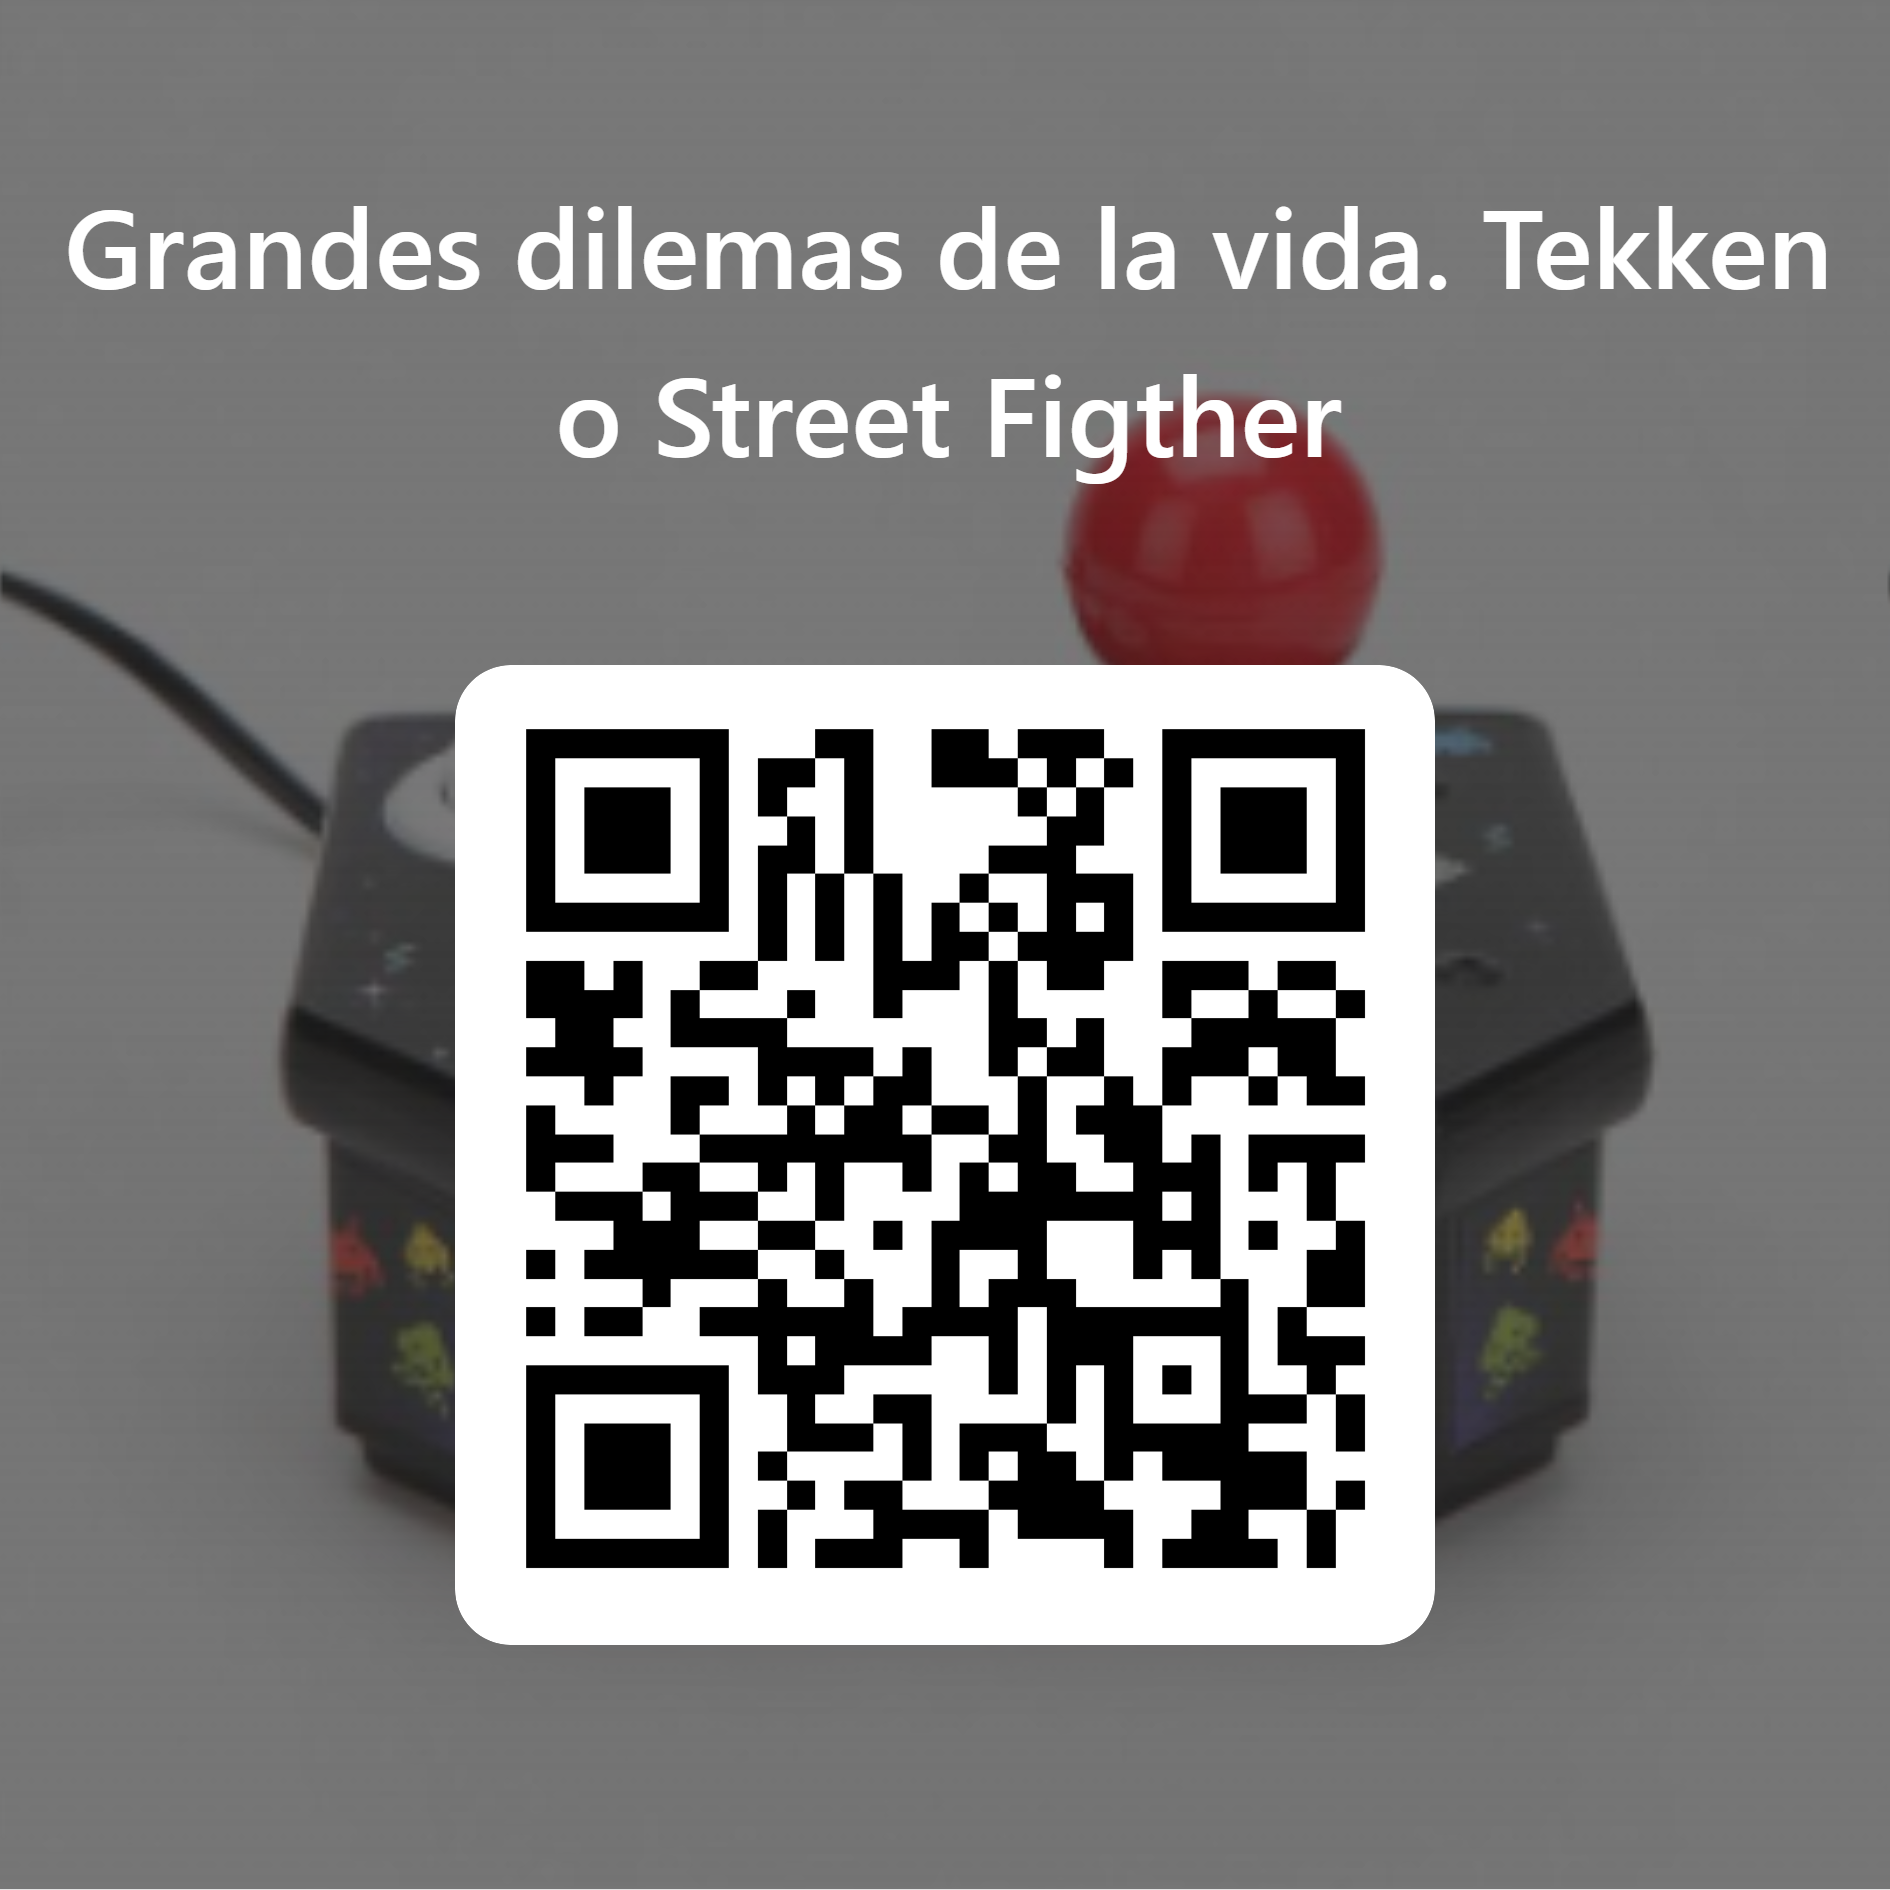 Grandes dilemas de la vida. Tekken
o Street Figther